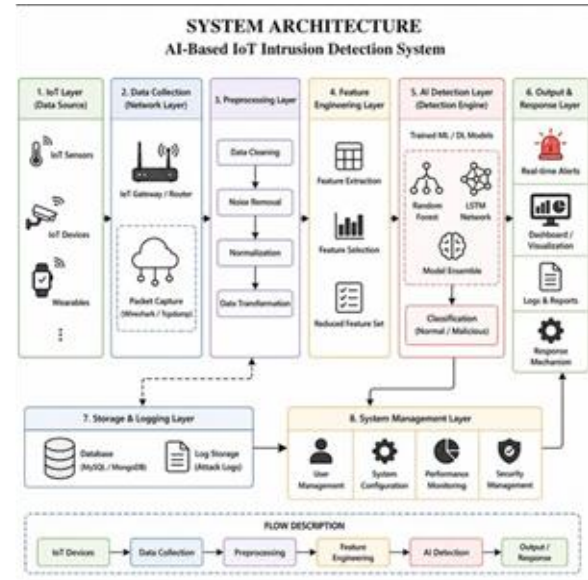 SYSTEM ARCHITECTURE
AI-Based IoT Intrusion Detection System
1. IoT Layer
(Data Source)
IoT Sensors
IoT Devices
Wearables
2. Data Collection
(Network Layer)
IoT Gateway / Router
Packet Capture
(Wireshark / Tcpdump)
3. Preprocessing Layer
Data Cleaning
Noise Removal
Normalization
Data Transformation
4. Feature
Engineering Layer
Feature Extraction
Feature Selection
Reduced Feature Set
5. AI Detection Layer
(Detection Engine)
Trained ML / DL Models
Random
Forest
LSTM
Network
Model Ensemble
Classification
(Normal / Malicious)
6. Output &
Response Layer
Real-time Alerts
Dashboard /
Visualization
Logs & Reports
Response
Mechanism
7. Storage & Logging Layer
Database
(MySQL / MongoDB)
Log Storage
(Attack Logs)
8. System Management Layer
User
Management
System
Configuration
Performance
Monitoring
Security
Management
FLOW DESCRIPTION
IoT Devices
Data Collection
Preprocessing
Feature
Engineering
AI Detection
Output /
Response